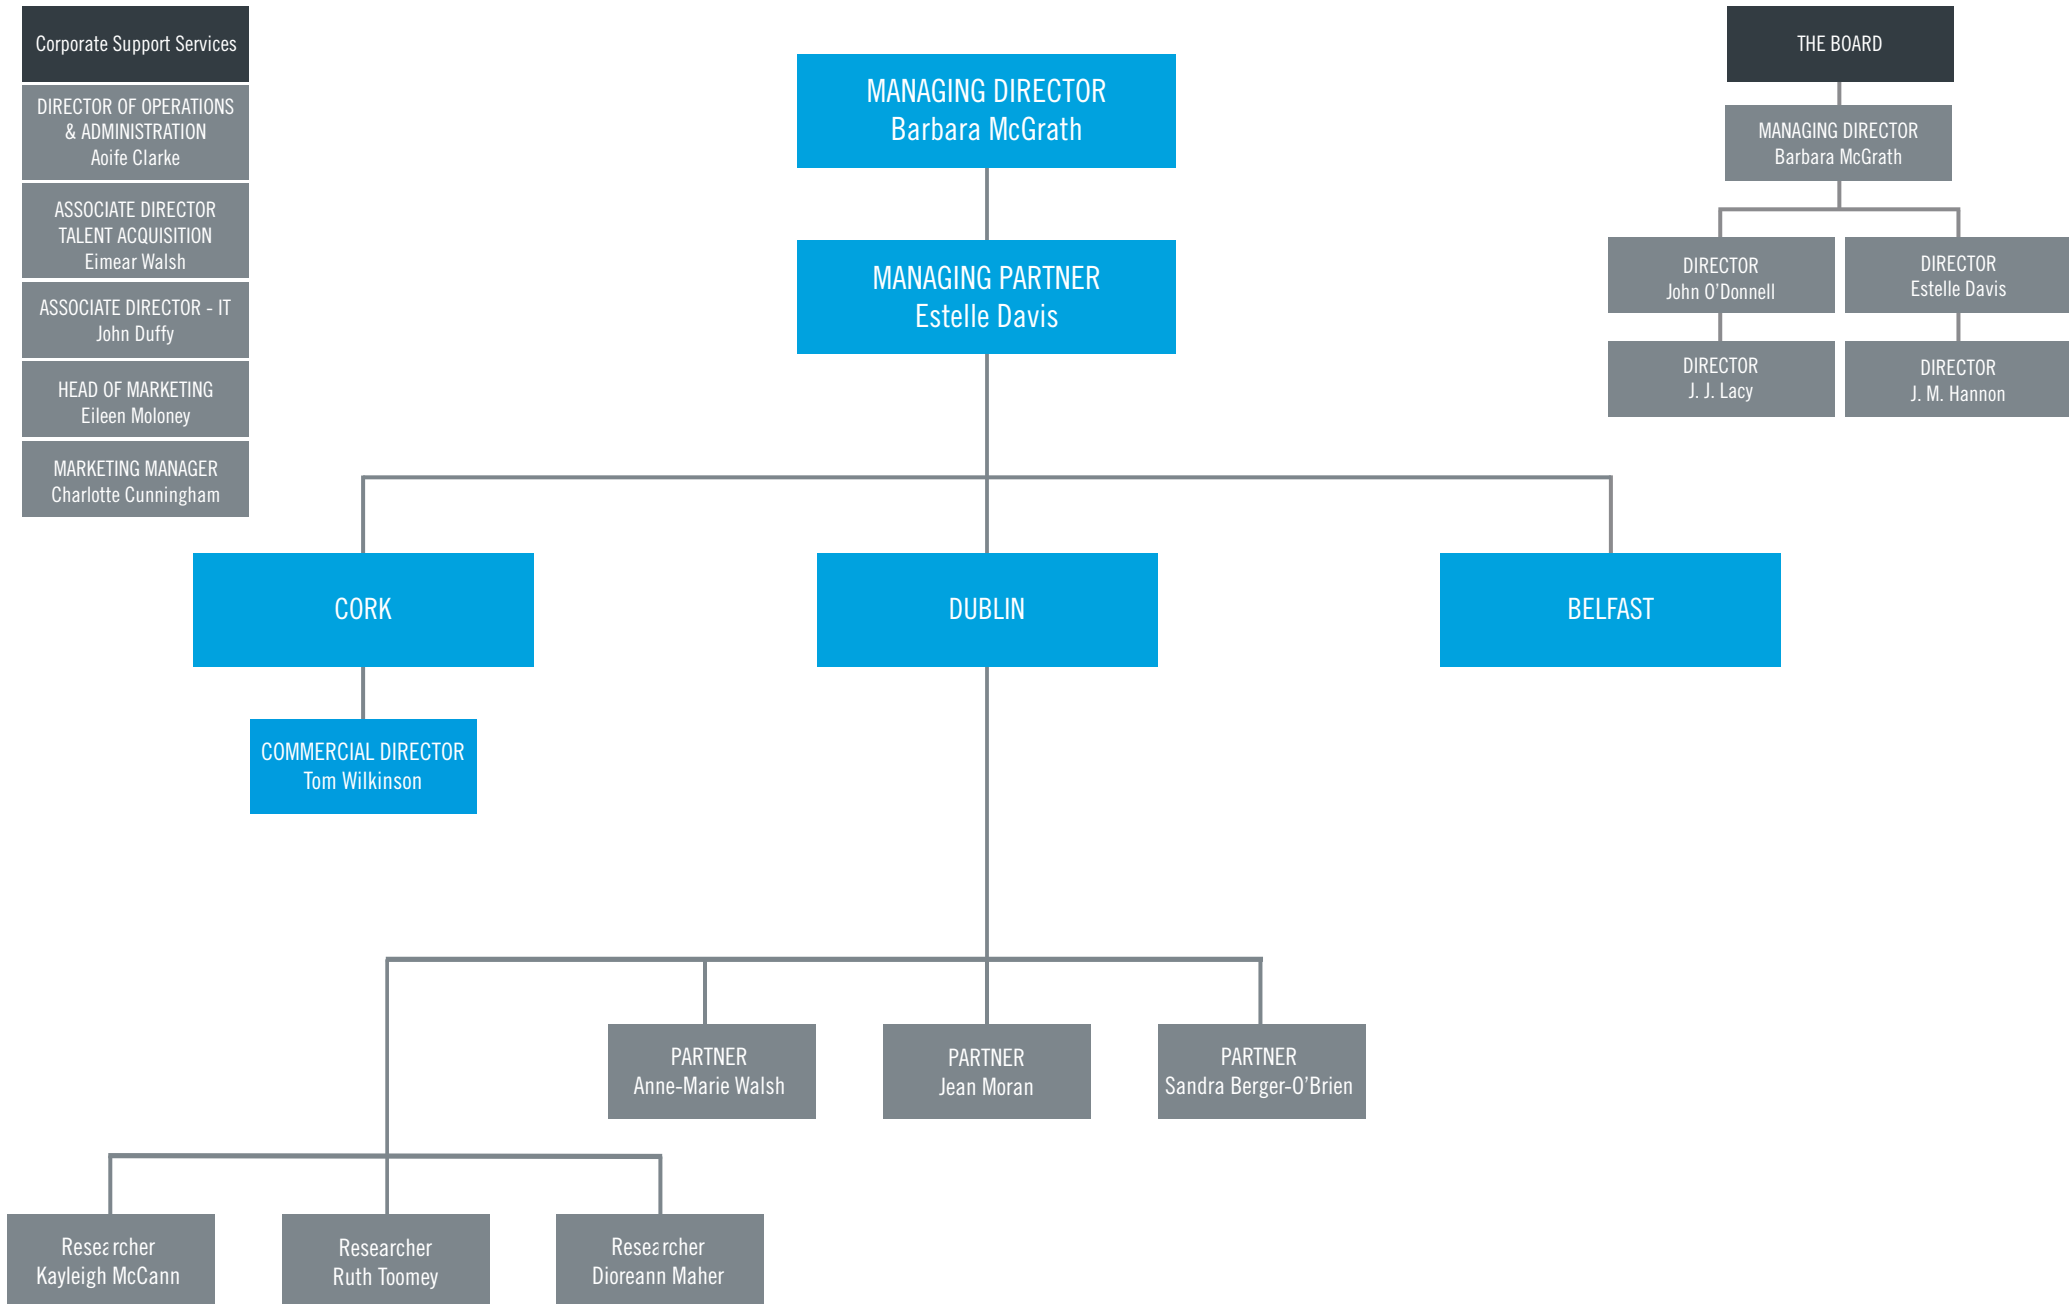 Corporate Support Services
DIRECTOR OF OPERATIONS
& ADMINISTRATION
Aoife Clarke
ASSOCIATE DIRECTOR
TALENT ACQUISITION
Eimear Walsh
ASSOCIATE DIRECTOR - IT
John Duffy
HEAD OF MARKETING
Eileen Moloney
MARKETING MANAGER
Charlotte Cunningham
MANAGING DIRECTOR
Barbara McGrath
MANAGING PARTNER
Estelle Davis
THE BOARD
MANAGING DIRECTOR
Barbara McGrath
DIRECTOR
John O’Donnell
DIRECTOR
Estelle Davis
DIRECTOR
J. J. Lacy
DIRECTOR
J. M. Hannon
CORK
DUBLIN
BELFAST
COMMERCIAL DIRECTOR
Tom Wilkinson
PARTNER
Anne-Marie Walsh
PARTNER
Jean Moran
PARTNER
Sandra Berger-O’Brien
Researcher
Kayleigh McCann
Researcher
Ruth Toomey
Researcher
Dioreann Maher